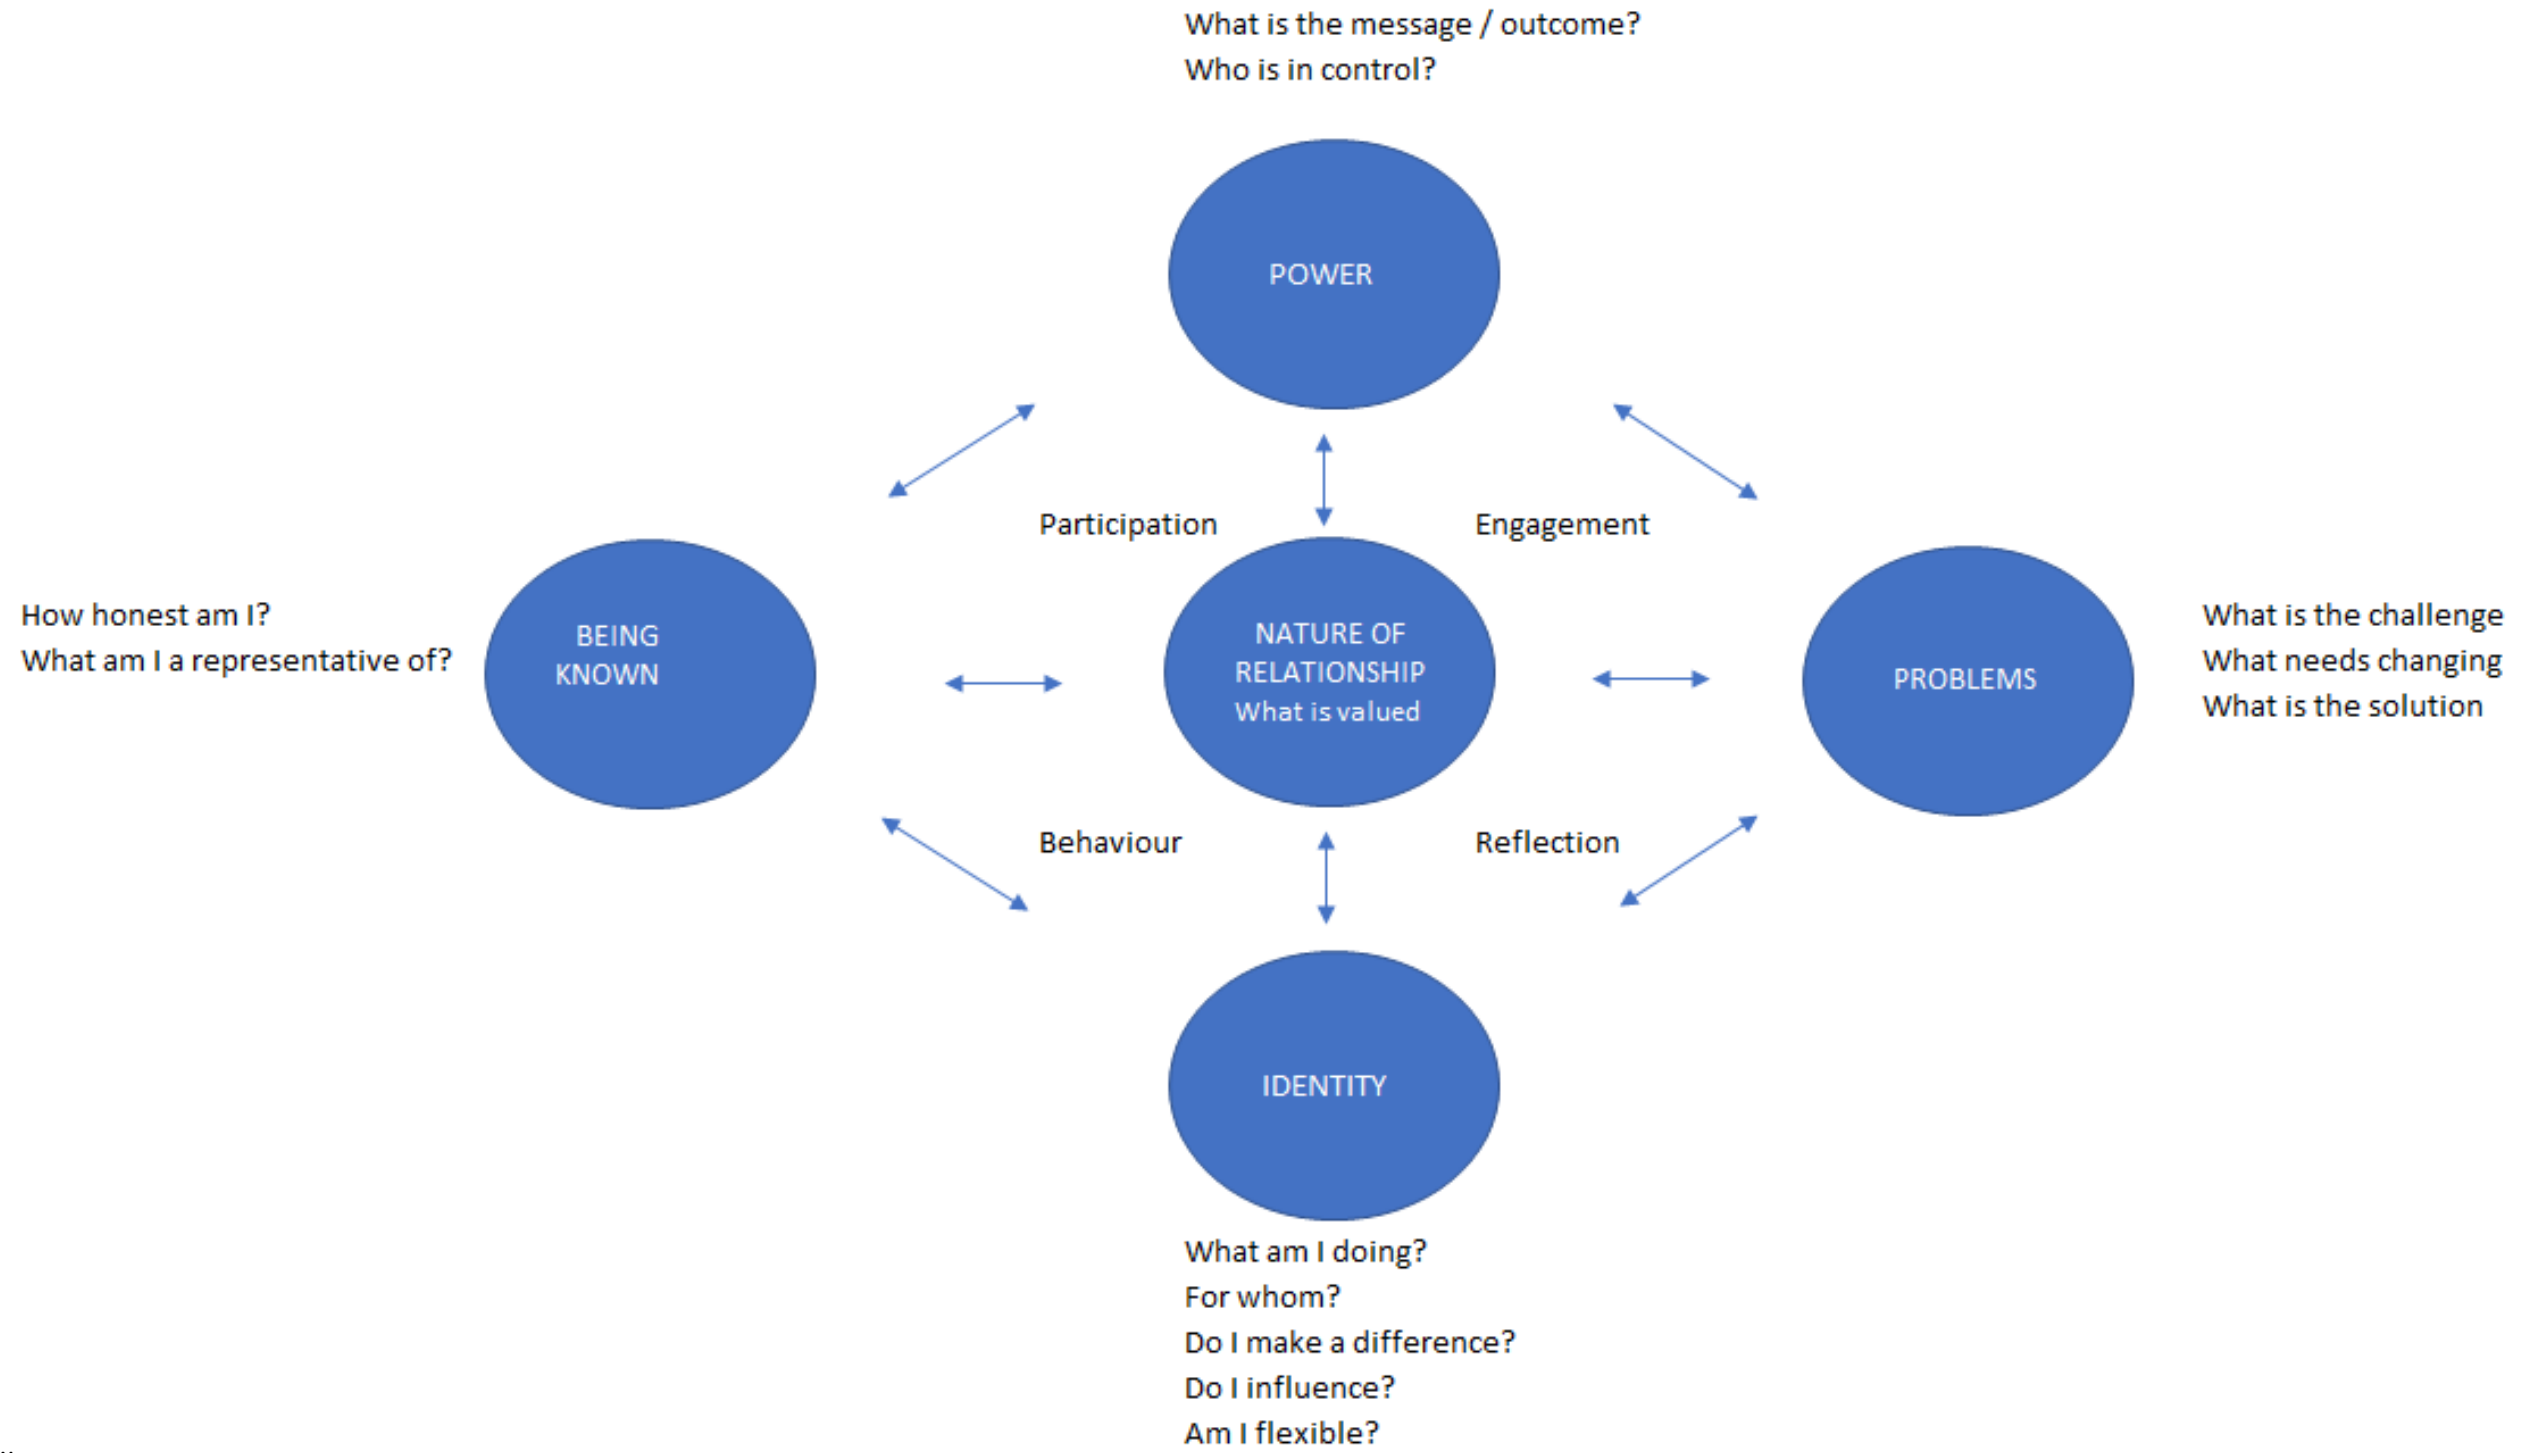 What is the message / outcome?
Who is in control?
POWER
Participation
Engagement
How honest am I?
What am I a representative of?
BEING
KNOWN
NATURE OF
RELATIONSHIP
What is valued
PROBLEMS
What is the challenge
What needs changing
What is the solution
Behaviour
Reflection
IDENTITY
What am I doing?
For whom?
Do I make a difference?
Do I influence?
Am I flexible?